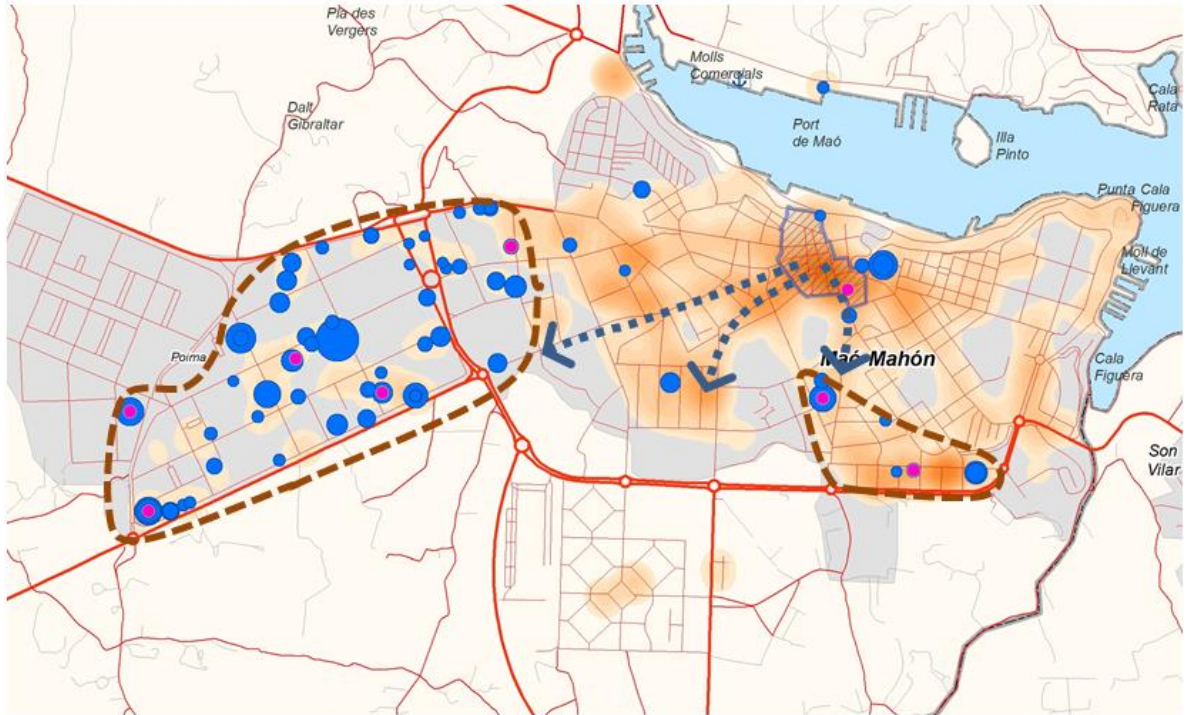 Pla des
Vergers
Molls
Comercials
Cala
Rata
Dalt
Gibraltar
Port
de Maó
Illa
Pinto
Punta Cala
Figuera
Moll de
Llevant
Poima
Maó-Mahón
Cala
Figuera
Son
Vilar